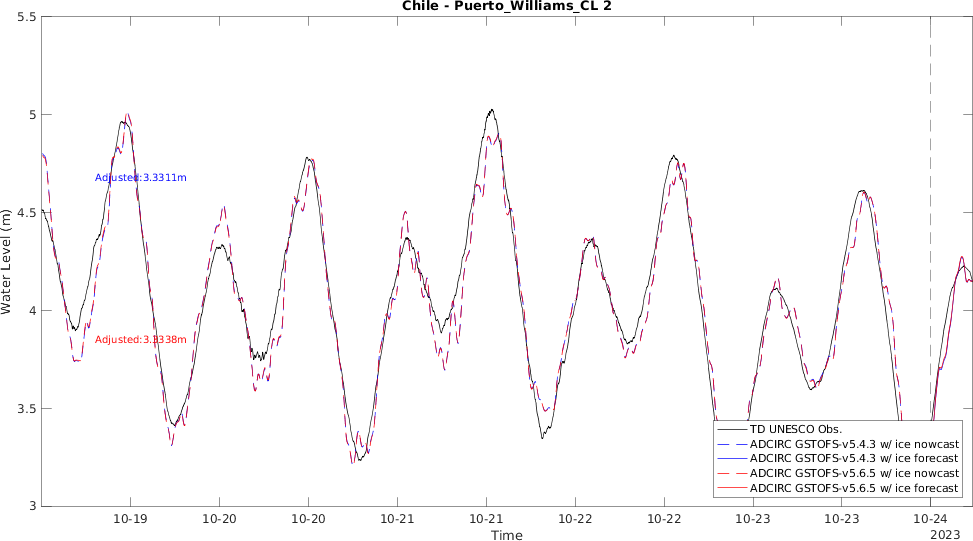 Chile - Puerto_Williams_CL 2
5.5
5
4.5
4
3.5
3
Water Level (m)
Adjusted:3.3311m
Adjusted:3.3338m
TD UNESCO Obs.
ADCIRC GSTOFS-v5.4.3 w/ ice nowcast
ADCIRC GSTOFS-v5.4.3 w/ ice forecast
ADCIRC GSTOFS-v5.6.5 w/ ice nowcast
ADCIRC GSTOFS-v5.6.5 w/ ice forecast
10-19 10-20 10-20 10-21 10-21 10-22 10-22 10-23 10-23 10-24
Time
2023